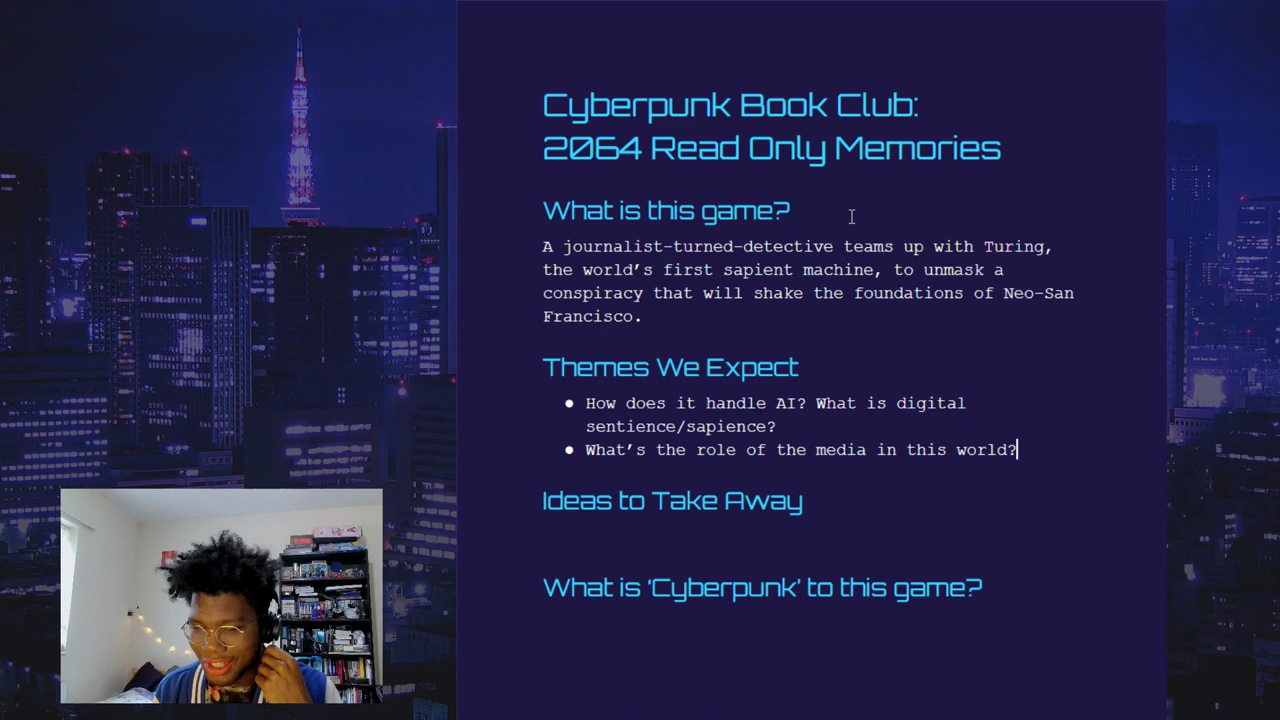 Cyberpunk Book Club:
2064 Read Only Memories
What is this game?
A journalist-turned-detective teams up with Turing,
the world’s first sapient machine, to unmask a
conspiracy that will shake the foundations of Neo-San
Francisco.
Themes We Expect
● How does it handle AI? What is digital
sentience/sapience?
● What’s the role of the media in this world?
Ideas to Take Away
What is ‘Cyberpunk’ to this game?